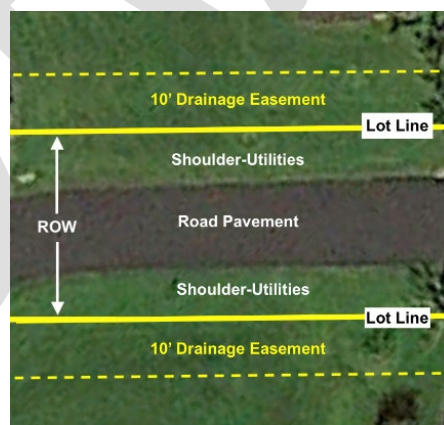 10' Drainage Easement
Lot Line
Shoulder-Utilities
Road Pavement
ROW
Shoulder-Utilities
Lot Line
10' Drainage Easement